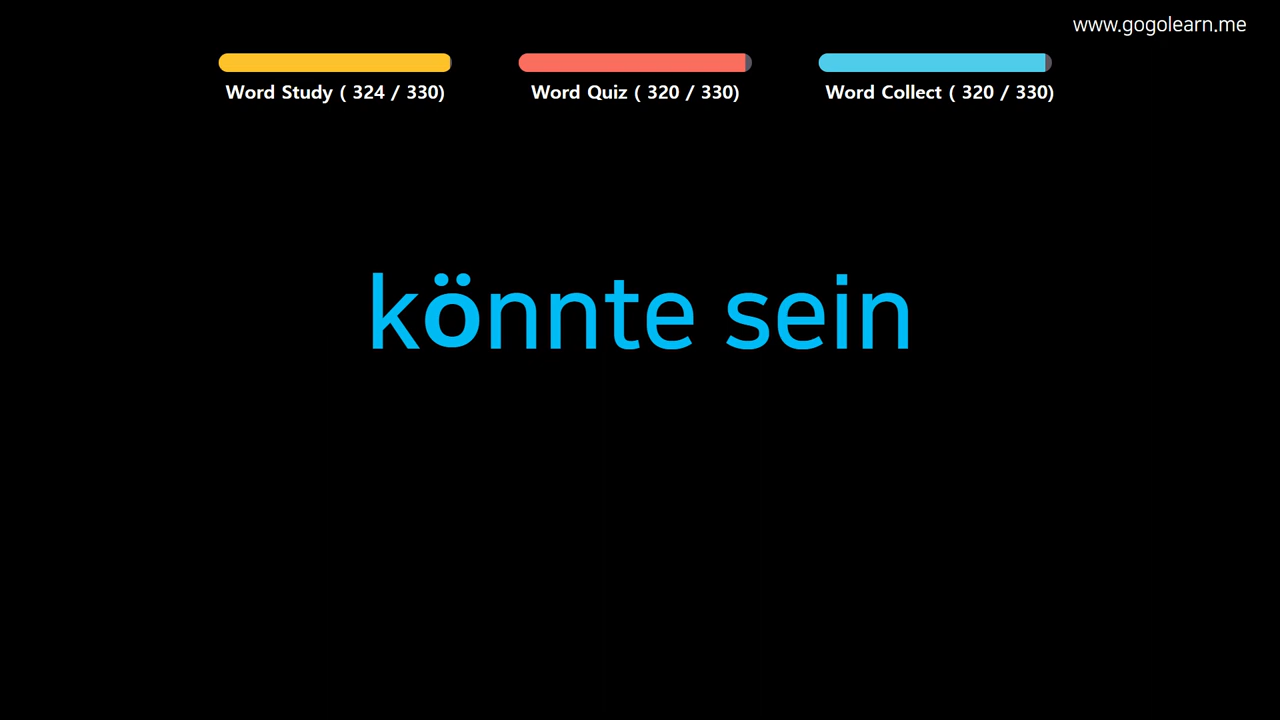 www.gogolearn.me
Word Study ( 324 / 330)
Word Quiz ( 320 / 330)
Word Collect ( 320 / 330)
könnte sein